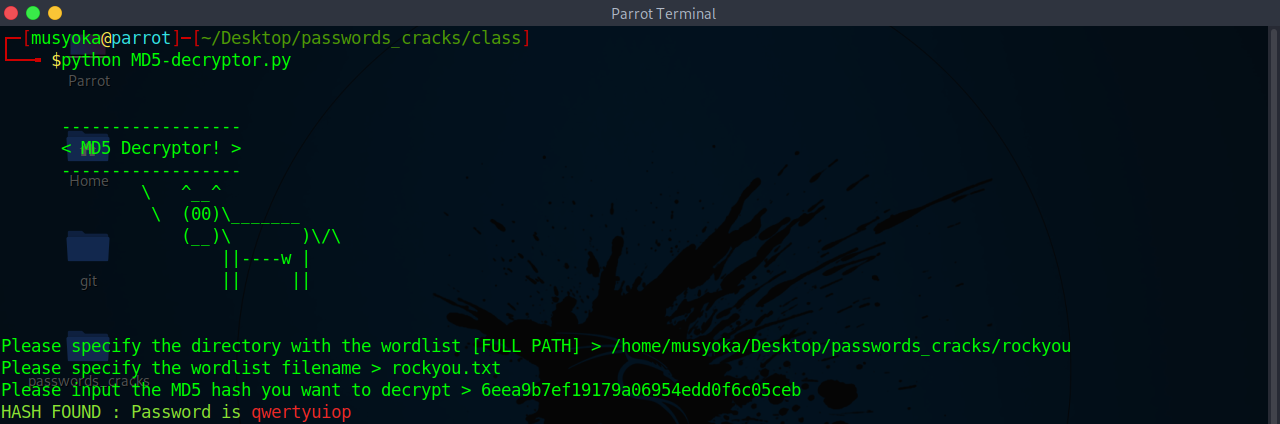 Parrot Terminal
[musyoka@parrot]─[~/Desktop/passwords_cracks/class]
$python MD5-decryptor.py
Parrot
------------------
< MD5 Decryptor! >
------------------
Home
\   ^__^
\  (00)\_______
(__)\       )\/\
||----w |
||     ||
git
Please specify the directory with the wordlist [FULL PATH] > /home/musyoka/Desktop/passwords_cracks/rockyou
Please specify the wordlist filename > rockyou.txt
passwords_cracks
Please input the MD5 hash you want to decrypt > 6eea9b7ef19179a06954edd0f6c05ceb
HASH FOUND : Password is qwertyuiop